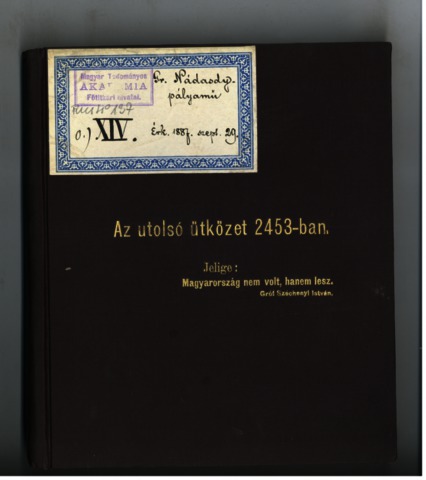 Magyar Tudományos
AKADÉMIA
Főtitkári hivatal.
Gr. Nádasdy-
pályamű
o.) XIV.
Érk. 1887. szept. 29.
Az utolsó ütközet 2453-ban.
Jelige:
Magyarország nem volt, hanem lesz.
Gróf Széchenyi István.